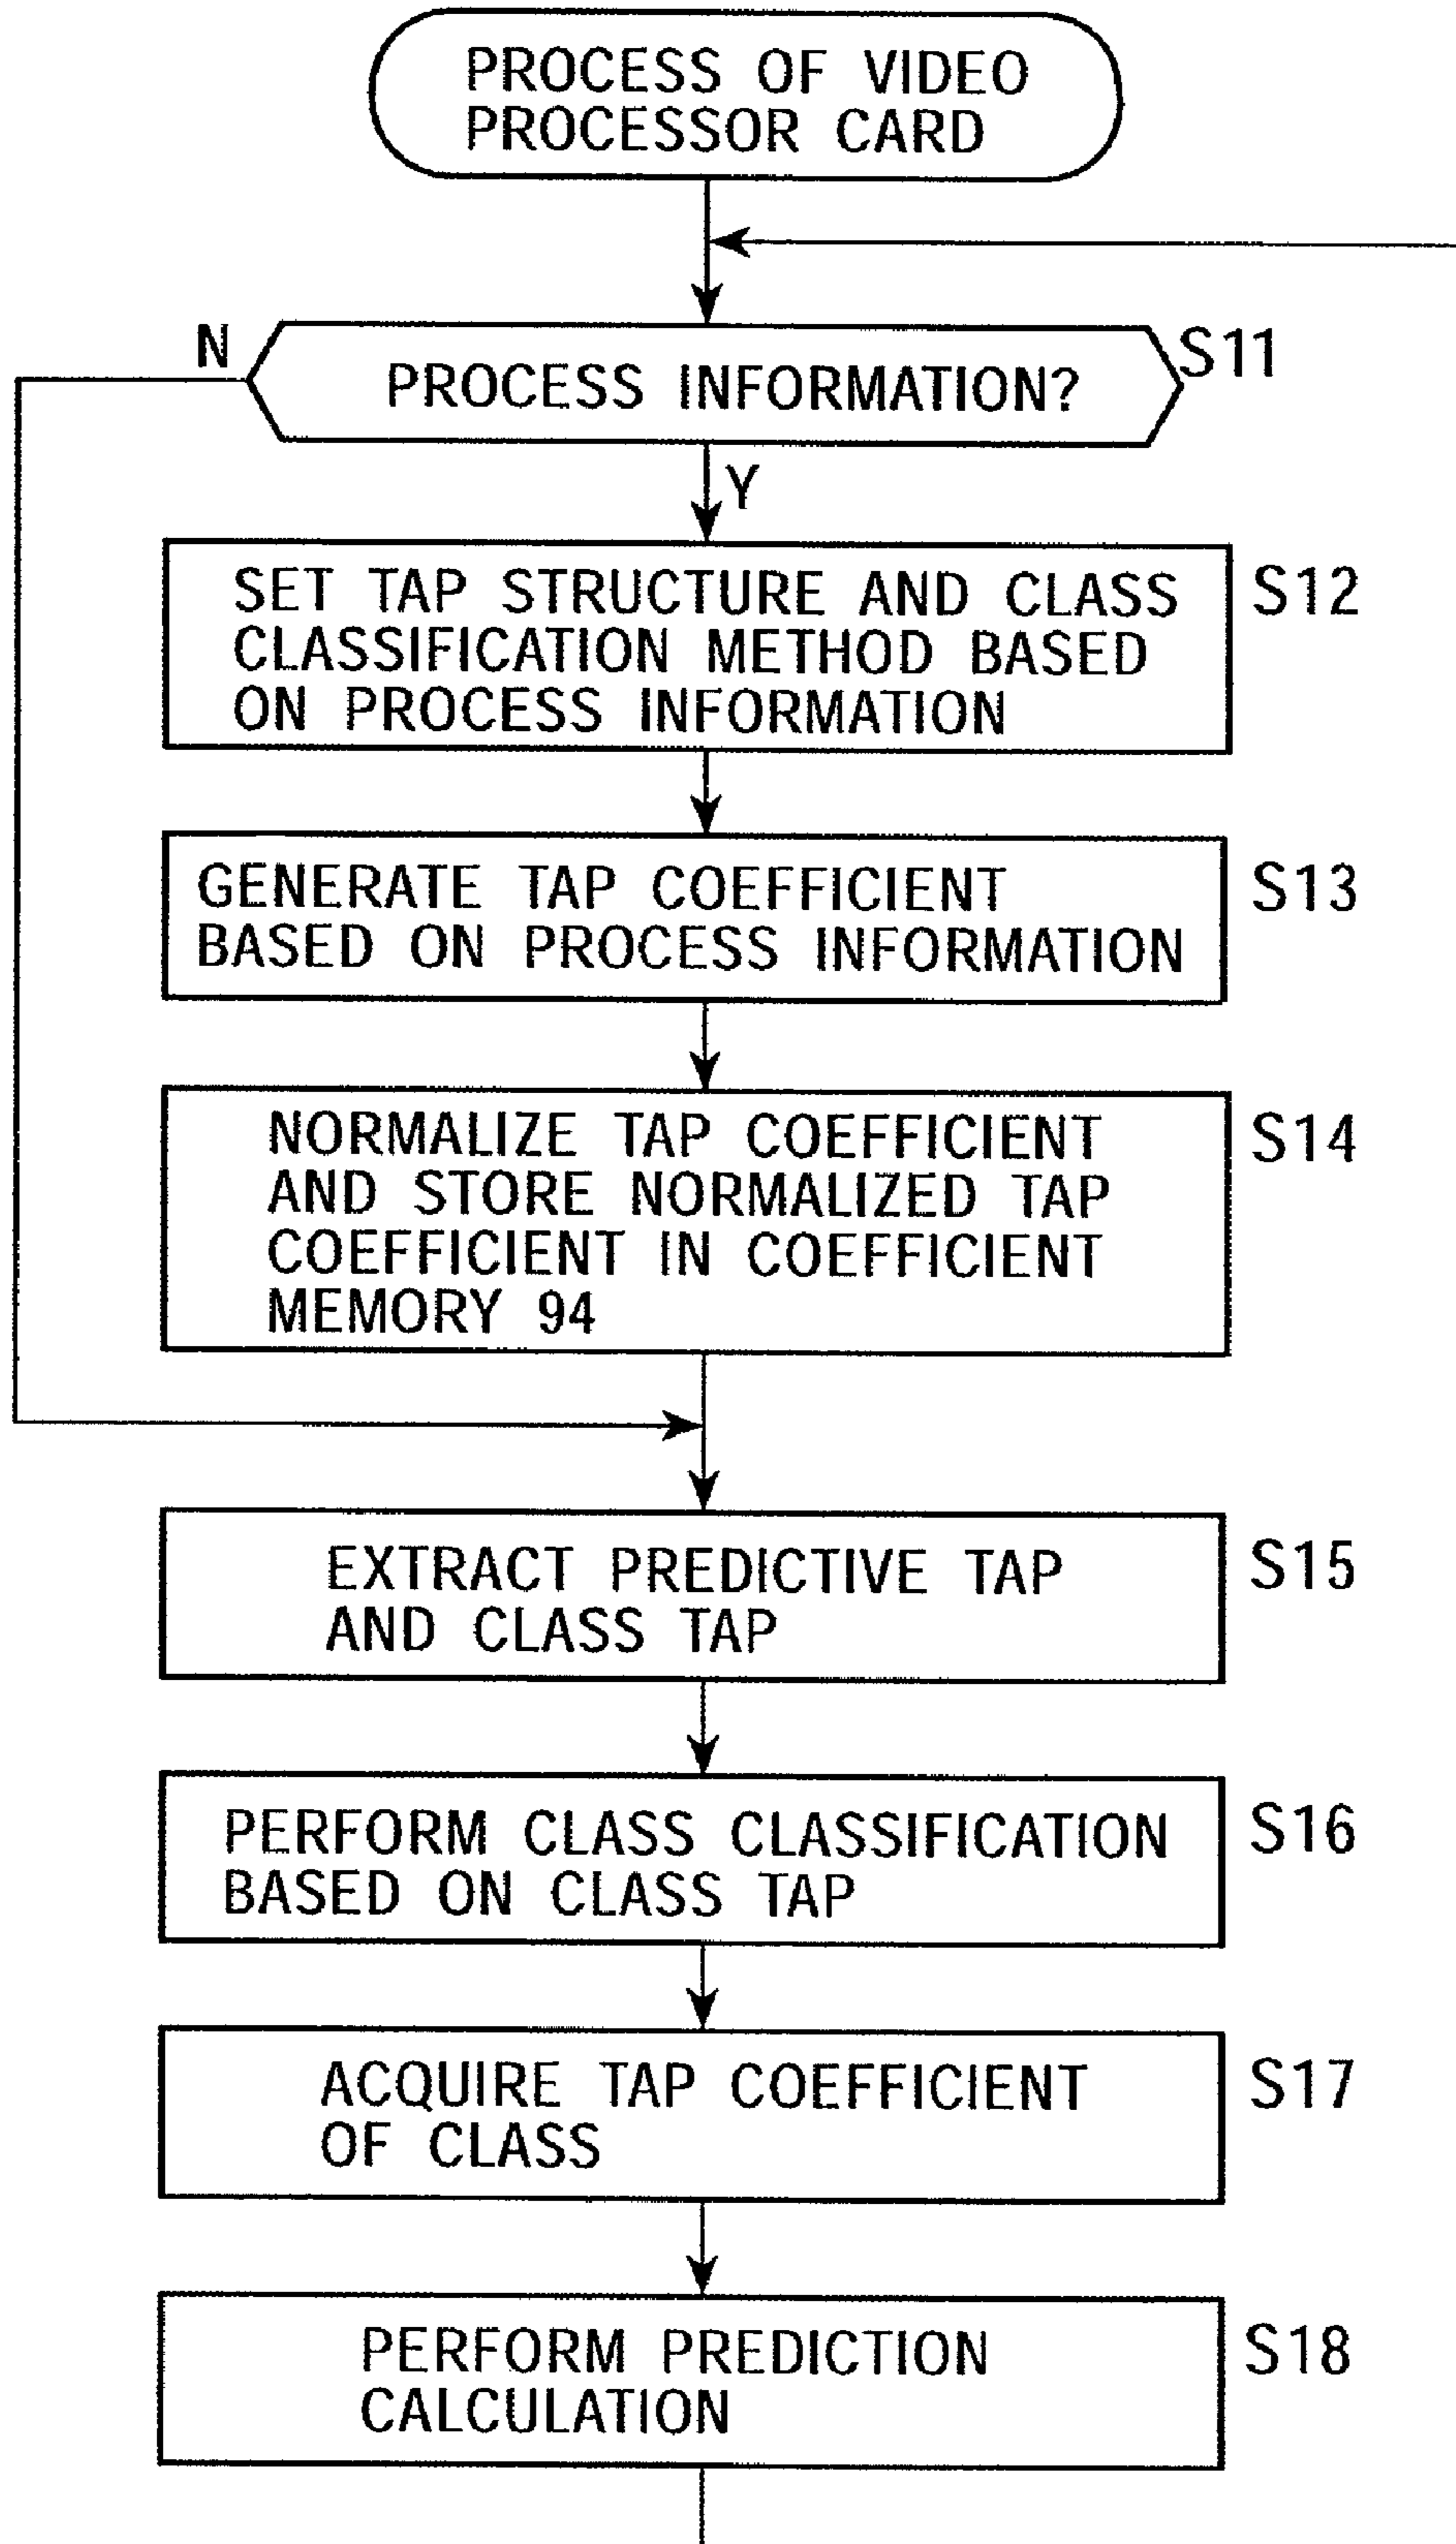 PROCESS OF VIDEO
PROCESSOR CARD
N
PROCESS INFORMATION?
S11
Y
SET TAP STRUCTURE AND CLASS
CLASSIFICATION METHOD BASED
ON PROCESS INFORMATION
S12
GENERATE TAP COEFFICIENT
BASED ON PROCESS INFORMATION
S13
NORMALIZE TAP COEFFICIENT
AND STORE NORMALIZED TAP
COEFFICIENT IN COEFFICIENT
MEMORY 94
S14
EXTRACT PREDICTIVE TAP
AND CLASS TAP
S15
PERFORM CLASS CLASSIFICATION
BASED ON CLASS TAP
S16
ACQUIRE TAP COEFFICIENT
OF CLASS
S17
PERFORM PREDICTION
CALCULATION
S18